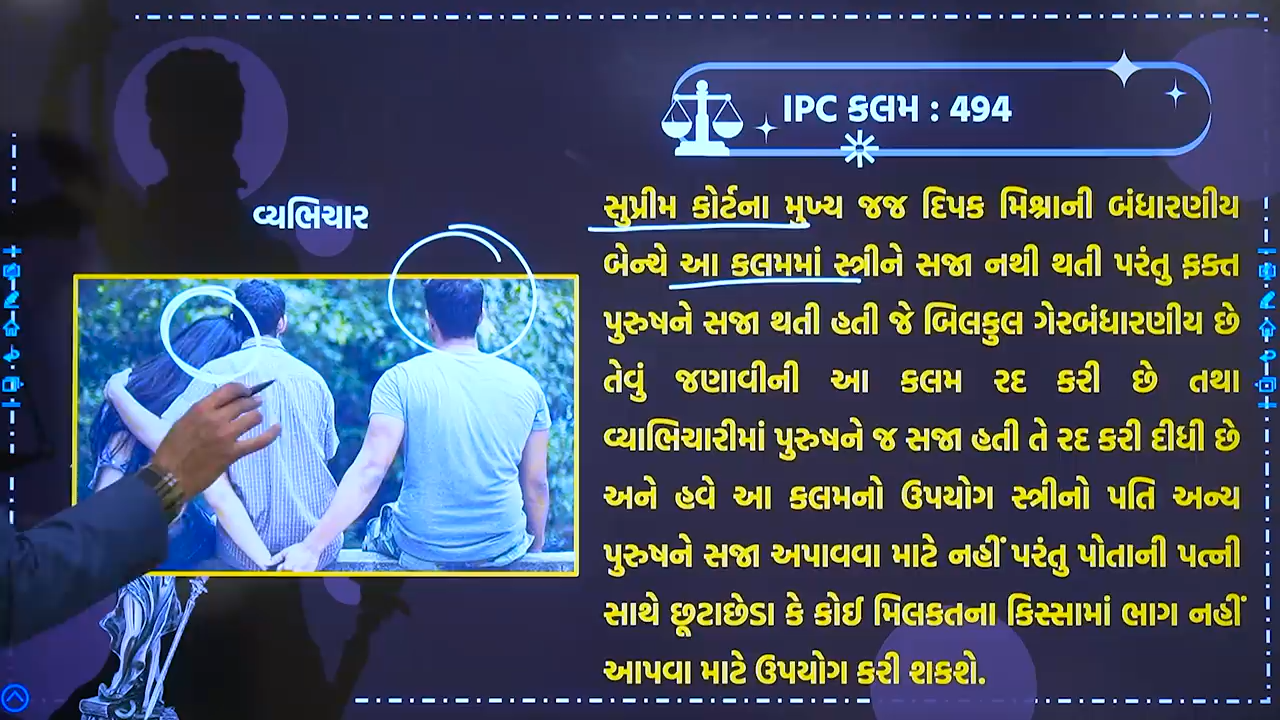 IPC કલમ : 494
વ્યભિચાર
સુપ્રીમ કોર્ટના મુખ્ય જજ દિપક મિશ્રાની બંધારણીય
બેન્ચે આ કલમમાં સ્ત્રીને સજા નથી થતી પરંતુ ફક્ત
પુરુષને સજા થતી હતી જે બિલકુલ ગેરબંધારણીય છે
તેવું જણાવીની આ કલમ રદ કરી છે તથા
વ્યાભિચારીમાં પુરુષને જ સજા હતી તે રદ કરી દીધી છે
અને હવે આ કલમનો ઉપયોગ સ્ત્રીનો પતિ અન્ય
પુરુષને સજા અપાવવા માટે નહીં પરંતુ પોતાની પત્ની
સાથે છૂટાછેડા કે કોઈ મિલકતના કિસ્સામાં ભાગ નહીં
આપવા માટે ઉપયોગ કરી શકશે.